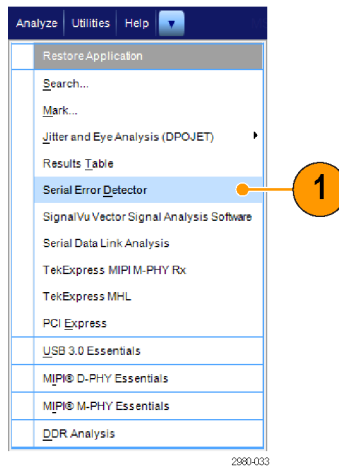 Analyze Utilities Help
Restore Application
Search...
Mark...
Jitter and Eye Analysis (DPOJET)
Results Table
Serial Error Detector
1
SignalVu Vector Signal Analysis Software
Serial Data Link Analysis
TekExpress MIPI M-PHY Rx
TekExpress MHL
PCI Express
USB 3.0 Essentials
MIPI® D-PHY Essentials
MIPI® M-PHY Essentials
DDR Analysis
2980-033